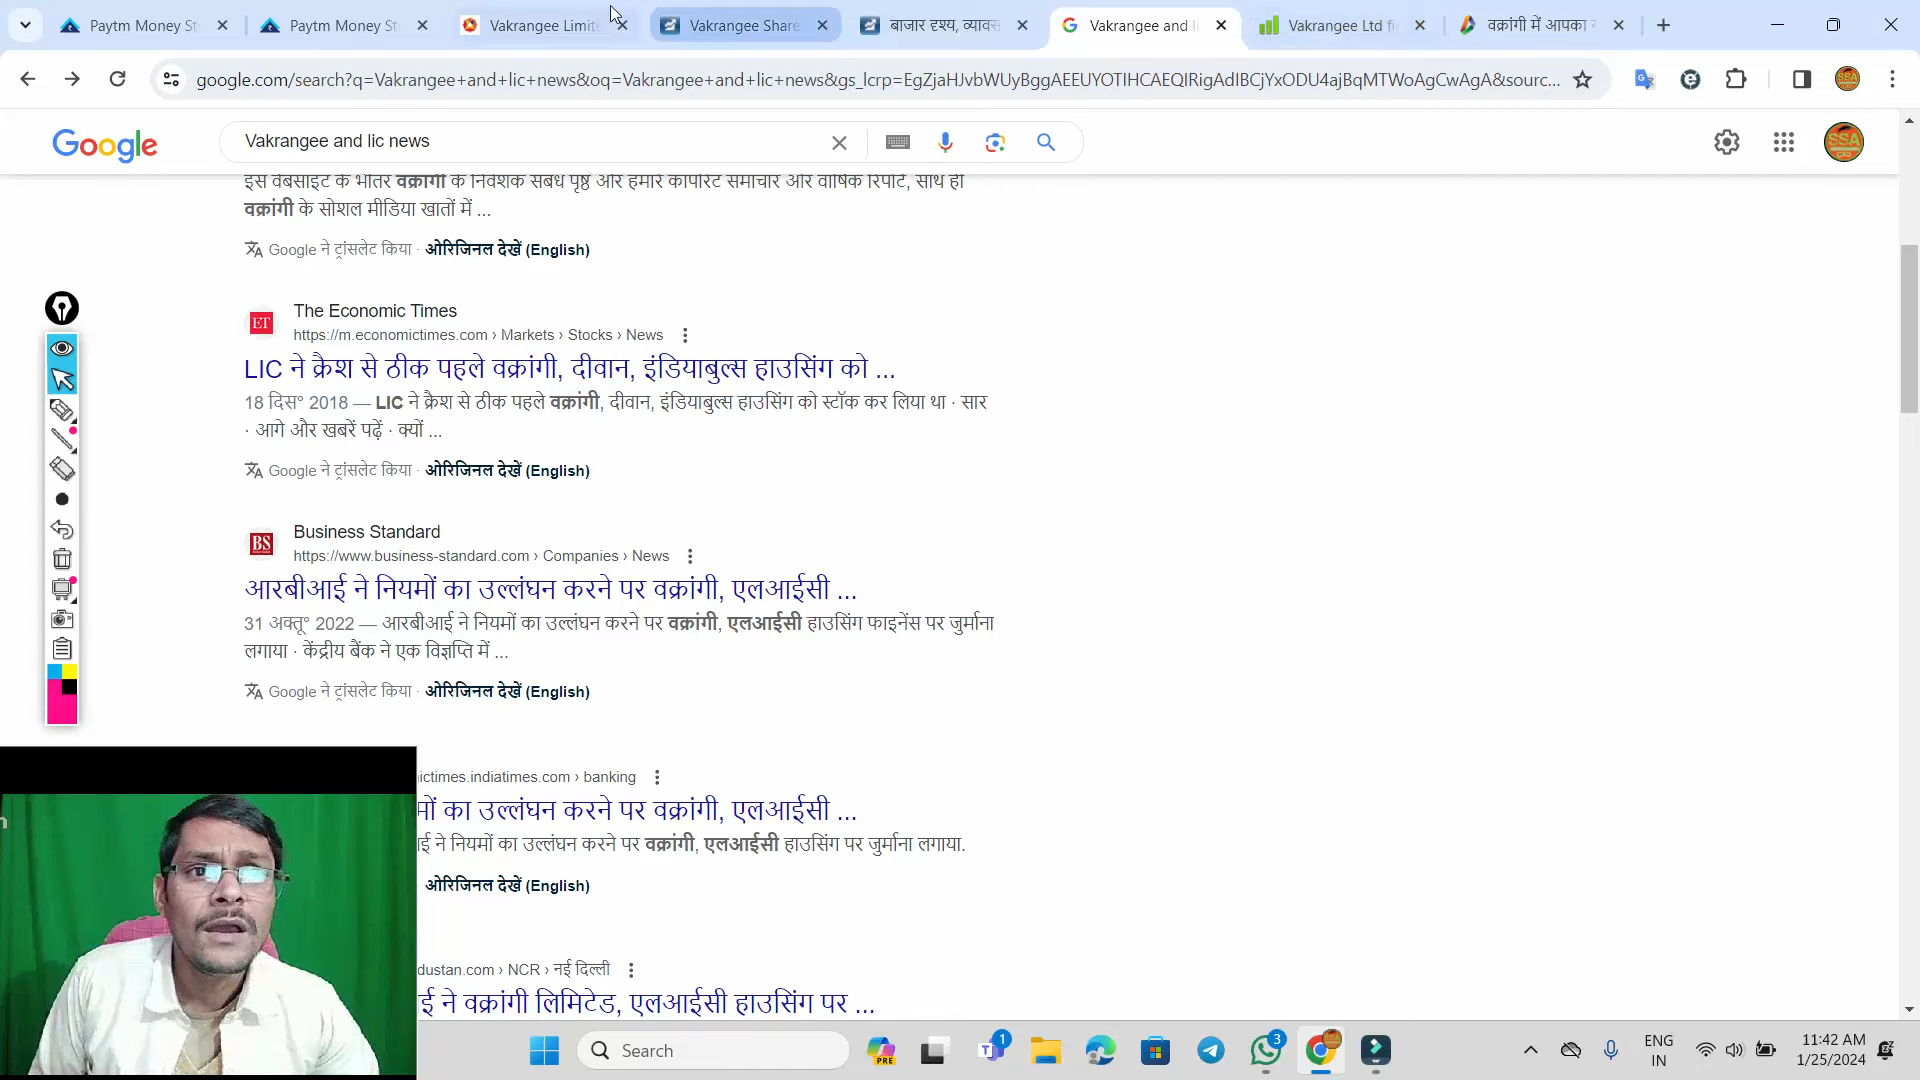 Paytm Money St
Paytm Money St
Vakrangee Limite
Vakrangee Share
बाजार दृश्य, व्यावस
Vakrangee and l
Vakrangee Ltd fi
वक्रांगी में आपका
google.com/search?q=Vakrangee+and+lic+news&oq=Vakrangee+and+lic+news&gs_lcrp=EgZjaHJvbWUyBggAEEUYOTIHCAEQIRigAdIBCjYxODU4ajBqMTWoAgCwAgA&sourc...
Google
Vakrangee and lic news
SSA
इस वेबसाइट के भीतर वक्रांगी के निवेशक संबंध पृष्ठ और हमारे कॉर्पोरेट समाचार और वार्षिक रिपोर्ट, साथ ही
वक्रांगी के सोशल मीडिया खातों में ...
Google ने ट्रांसलेट किया · ओरिजिनल देखें (English)
ET
The Economic Times
https://m.economictimes.com › Markets › Stocks › News
LIC ने क्रैश से ठीक पहले वक्रांगी, दीवान, इंडियाबुल्स हाउसिंग को ...
18 दिस॰ 2018 — LIC ने क्रैश से ठीक पहले वक्रांगी, दीवान, इंडियाबुल्स हाउसिंग को स्टॉक कर लिया था · सार
· आगे और खबरें पढ़ें · क्यों ...
Google ने ट्रांसलेट किया · ओरिजिनल देखें (English)
BS
Business Standard
https://www.business-standard.com › Companies › News
आरबीआई ने नियमों का उल्लंघन करने पर वक्रांगी, एलआईसी ...
31 अक्तू॰ 2022 — आरबीआई ने नियमों का उल्लंघन करने पर वक्रांगी, एलआईसी हाउसिंग फाइनेंस पर जुर्माना
लगाया · केंद्रीय बैंक ने एक विज्ञप्ति में ...
Google ने ट्रांसलेट किया · ओरिजिनल देखें (English)
ictimes.indiatimes.com › banking
मों का उल्लंघन करने पर वक्रांगी, एलआईसी ...
ई ने नियमों का उल्लंघन करने पर वक्रांगी, एलआईसी हाउसिंग पर जुर्माना लगाया.
ओरिजिनल देखें (English)
dustan.com › NCR › नई दिल्ली
ई ने वक्रांगी लिमिटेड, एलआईसी हाउसिंग पर ...
Search
PRE
1
3
ENG
IN
11:42 AM
1/25/2024